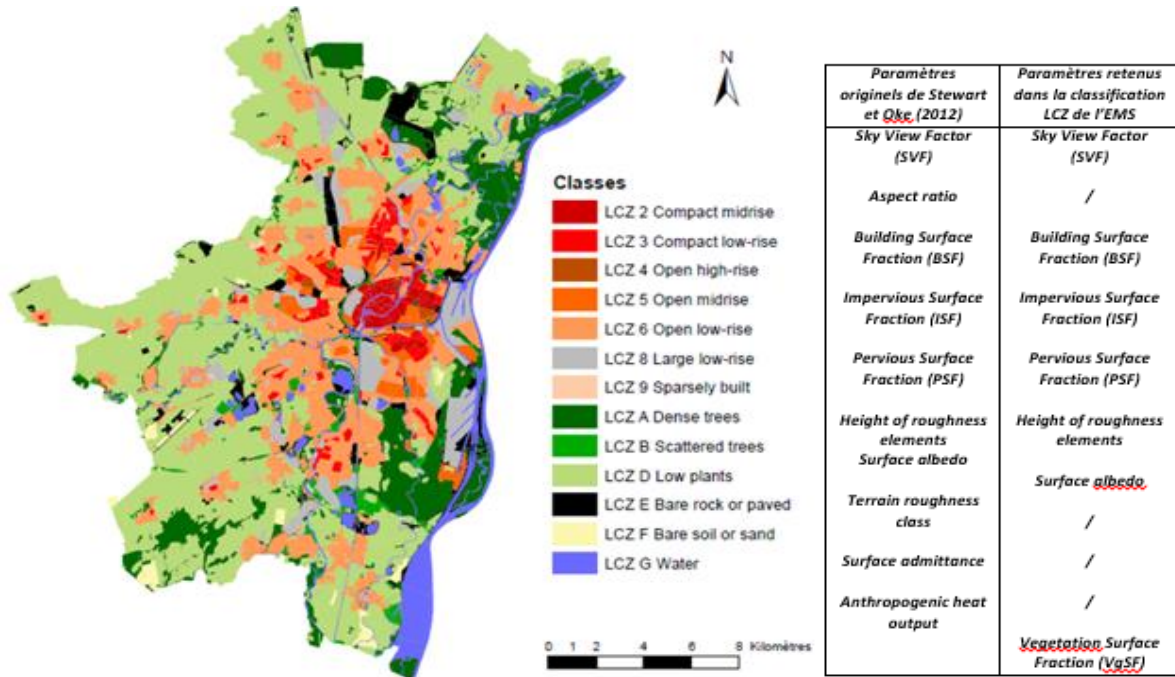 N
Classes
LCZ 2 Compact midrise
LCZ 3 Compact low-rise
LCZ 4 Open high-rise
LCZ 5 Open midrise
LCZ 6 Open low-rise
LCZ 8 Large low-rise
LCZ 9 Sparsely built
LCZ A Dense trees
LCZ B Scattered trees
LCZ D Low plants
LCZ E Bare rock or paved
LCZ F Bare soil or sand
LCZ G Water
0 1 2 4 6 8 Kilomètres
Paramètres
originels de Stewart
et Oke (2012)
Paramètres retenus
dans la classification
LCZ de l'EMS
Sky View Factor
(SVF)
Sky View Factor
(SVF)
Aspect ratio
/
Building Surface
Fraction (BSF)
Building Surface
Fraction (BSF)
Impervious Surface
Fraction (ISF)
Impervious Surface
Fraction (ISF)
Pervious Surface
Fraction (PSF)
Pervious Surface
Fraction (PSF)
Height of roughness
elements
Surface albedo
Height of roughness
elements
Surface albedo
Terrain roughness
class
/
Surface admittance
/
Anthropogenic heat
output
/
Vegetation Surface
Fraction (VgSF)